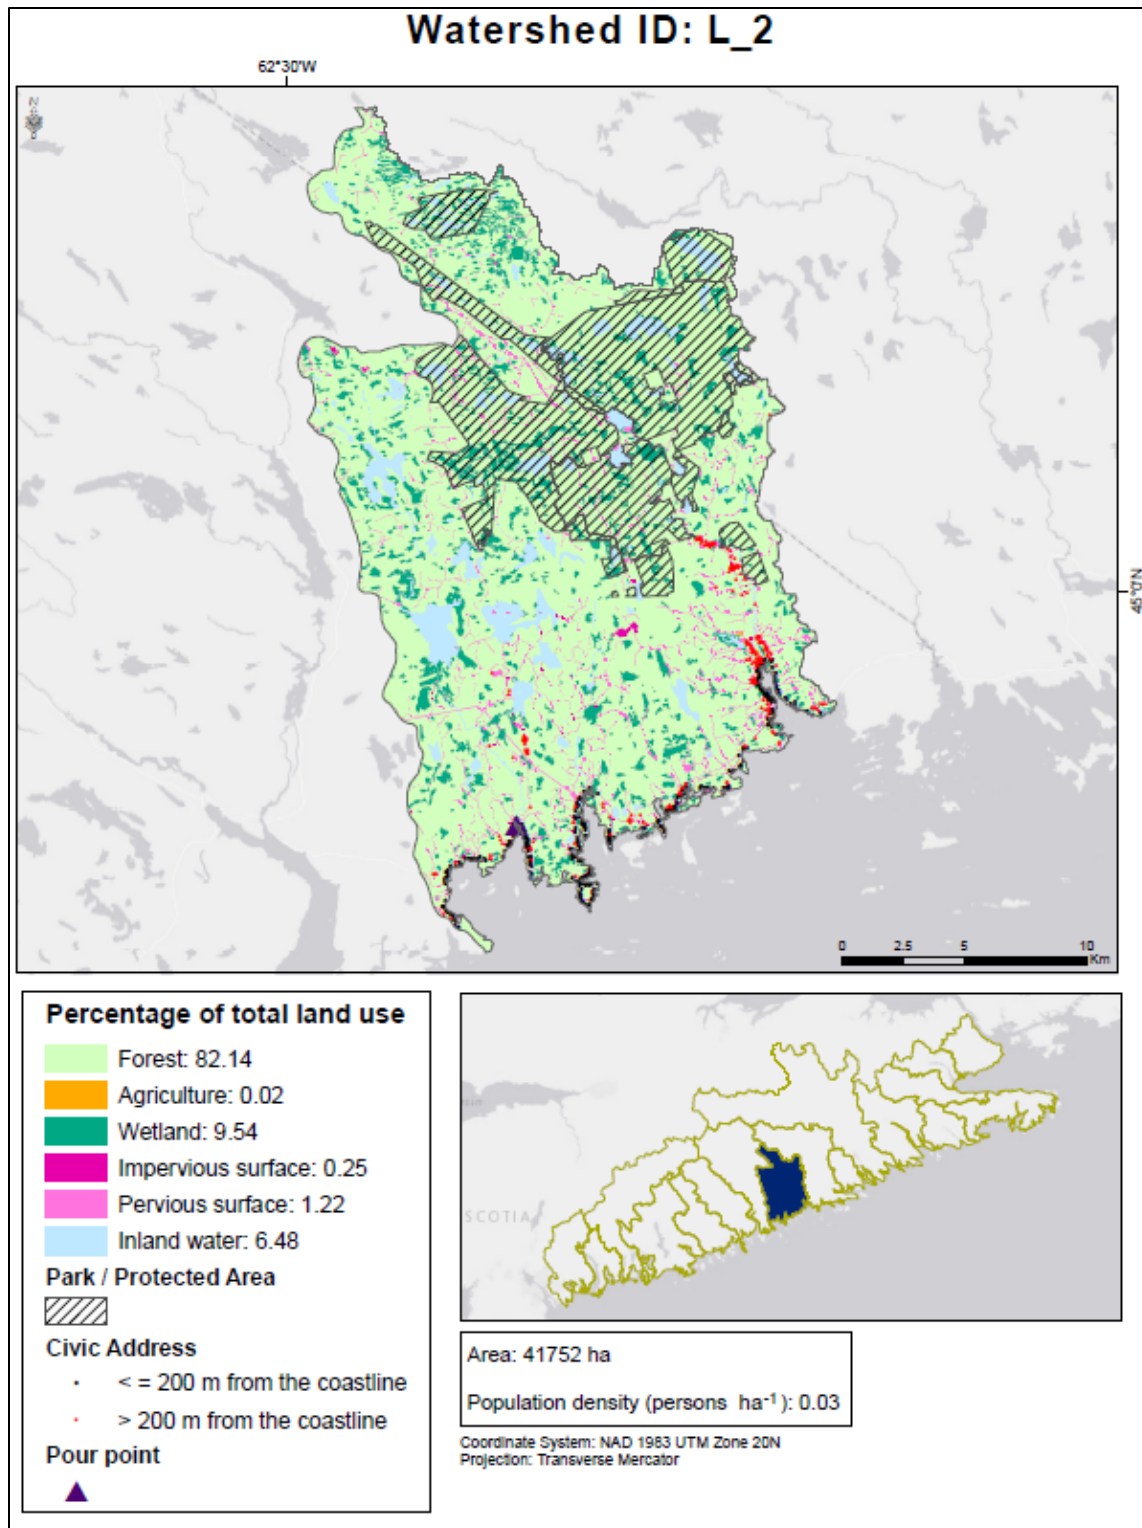 Watershed ID: L_2
62°30'W
N
45°0'N
0 2.5 5 10
Km
Percentage of total land use
Forest: 82.14
Agriculture: 0.02
Wetland: 9.54
Impervious surface: 0.25
Pervious surface: 1.22
Inland water: 6.48
Park / Protected Area
Civic Address
< = 200 m from the coastline
> 200 m from the coastline
Pour point
SCOTIA
Area: 41752 ha
Population density (persons ha⁻¹): 0.03
Coordinate System: NAD 1983 UTM Zone 20N
Projection: Transverse Mercator